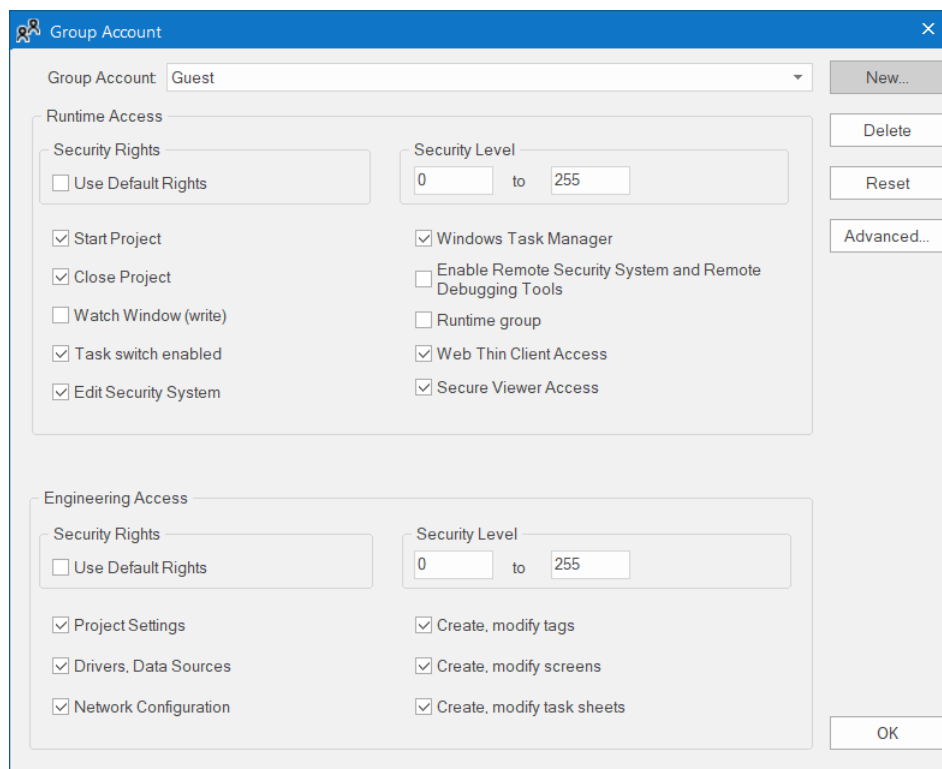 Group Account
Group Account: Guest
New...
Runtime Access
Delete
Security Rights
Security Level
Use Default Rights
0 to 255
Reset
Start Project
Windows Task Manager
Advanced...
Close Project
Enable Remote Security System and Remote
Debugging Tools
Watch Window (write)
Runtime group
Task switch enabled
Web Thin Client Access
Edit Security System
Secure Viewer Access
Engineering Access
Security Rights
Security Level
Use Default Rights
0 to 255
Project Settings
Create, modify tags
Drivers, Data Sources
Create, modify screens
Network Configuration
Create, modify task sheets
OK